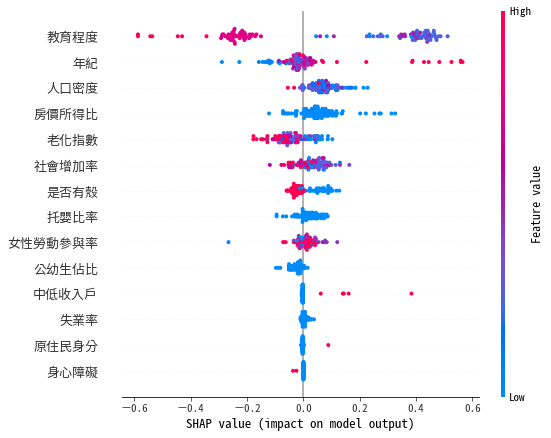 High
教育程度
年紀
人口密度
房價所得比
老化指數
社會增加率
是否有殼
托嬰比率
女性勞動參與率
公幼生佔比
中低收入戶
失業率
原住民身分
身心障礙
Feature value
Low
−0.6 −0.4 −0.2 0.0 0.2 0.4 0.6
SHAP value (impact on model output)